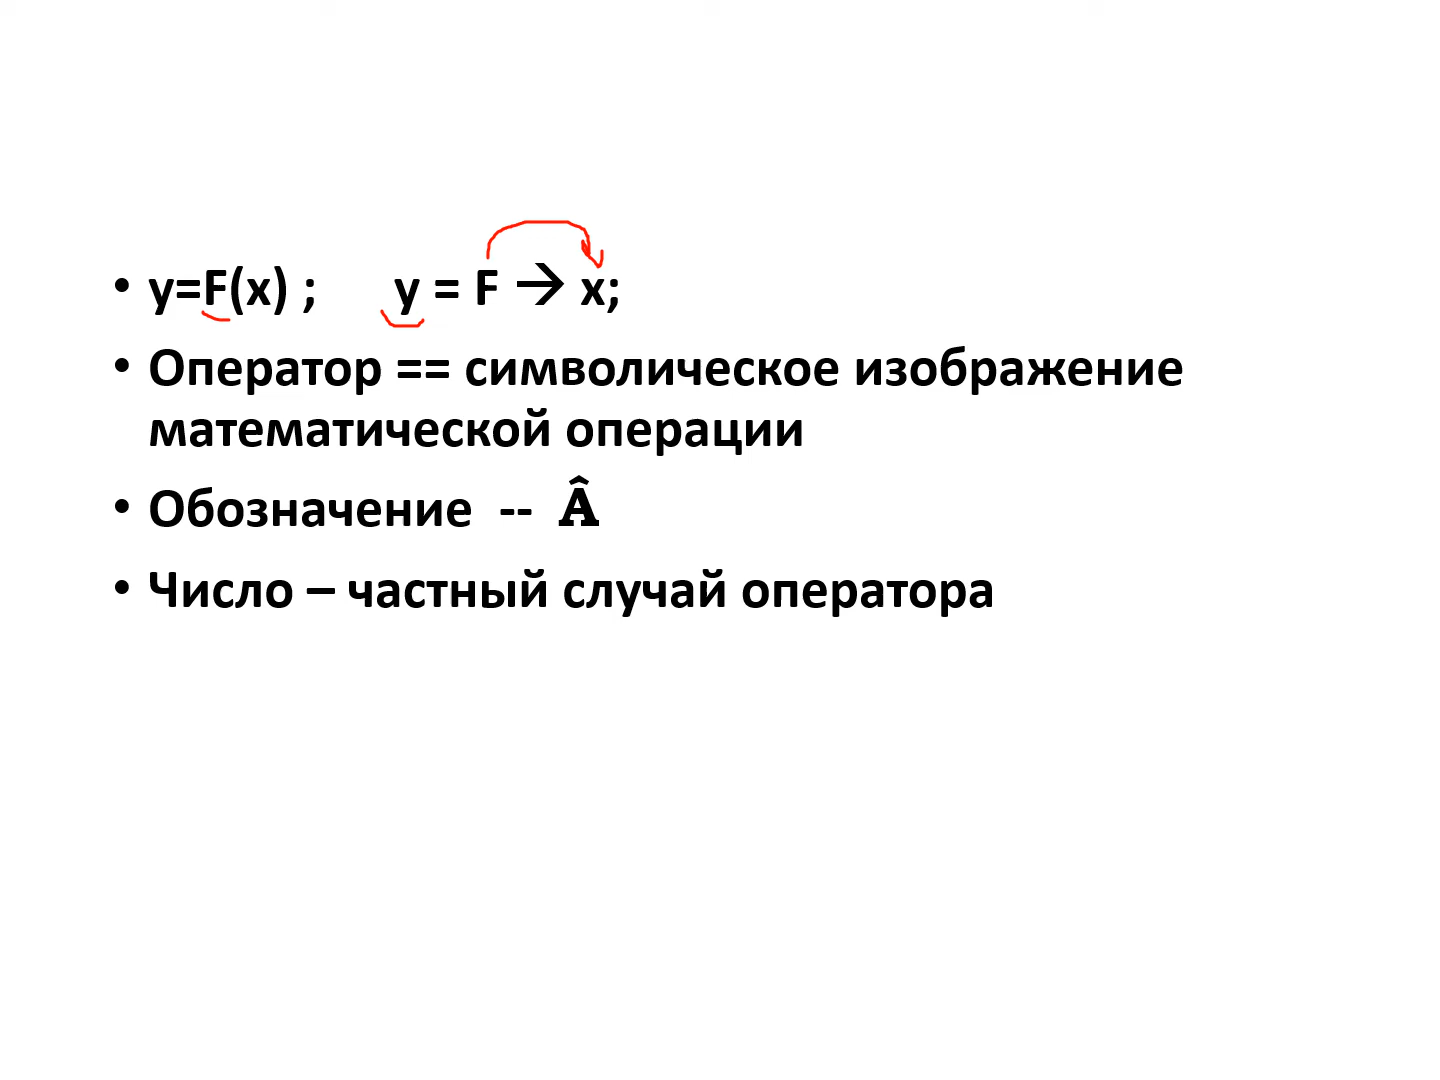 • y=F(x) ;      y = F → x;
• Оператор == символическое изображение
математической операции
• Обозначение  --  Â
• Число – частный случай оператора